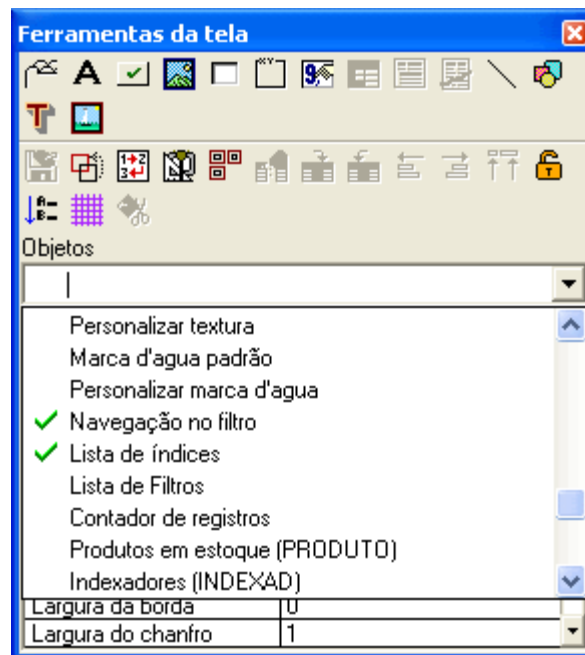 Ferramentas da tela
Objetos
Personalizar textura
Marca d'agua padrão
Personalizar marca d'agua
Navegação no filtro
Lista de índices
Lista de Filtros
Contador de registros
Produtos em estoque (PRODUTO)
Indexadores (INDEXAD)
Largura da borda 0
Largura do chanfro 1